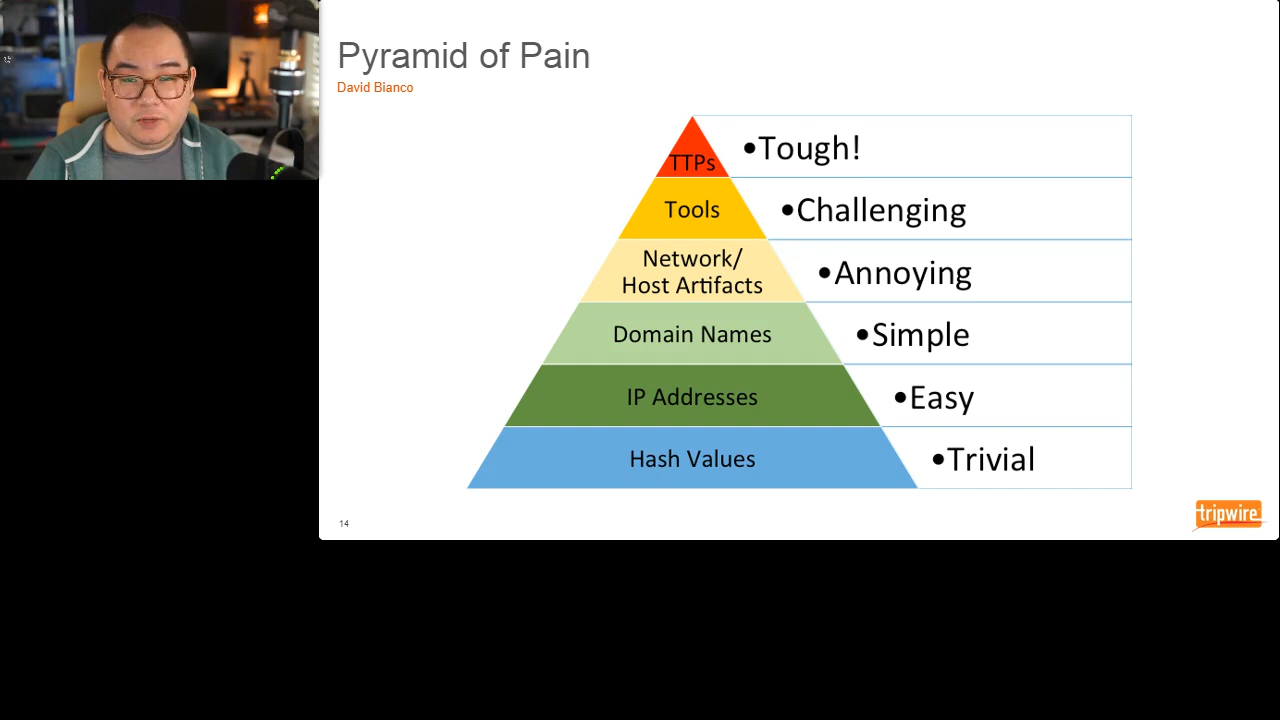 Pyramid of Pain
David Bianco
TTPs
•Tough!
Tools
•Challenging
Network/
Host Artifacts
•Annoying
Domain Names
•Simple
IP Addresses
•Easy
Hash Values
•Trivial
14
tripwire